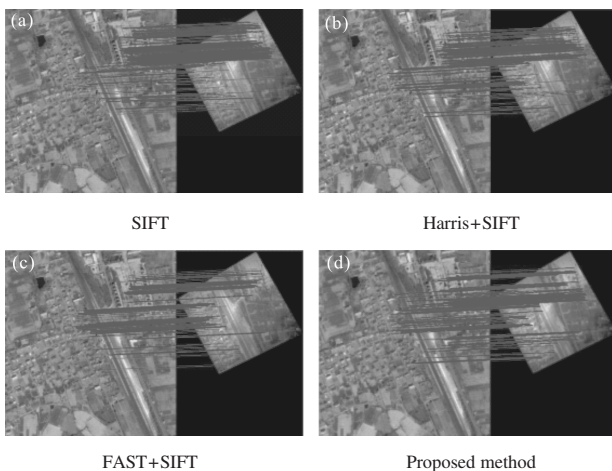 (a)
(b)
SIFT
Harris+SIFT
(c)
(d)
FAST+SIFT
Proposed method